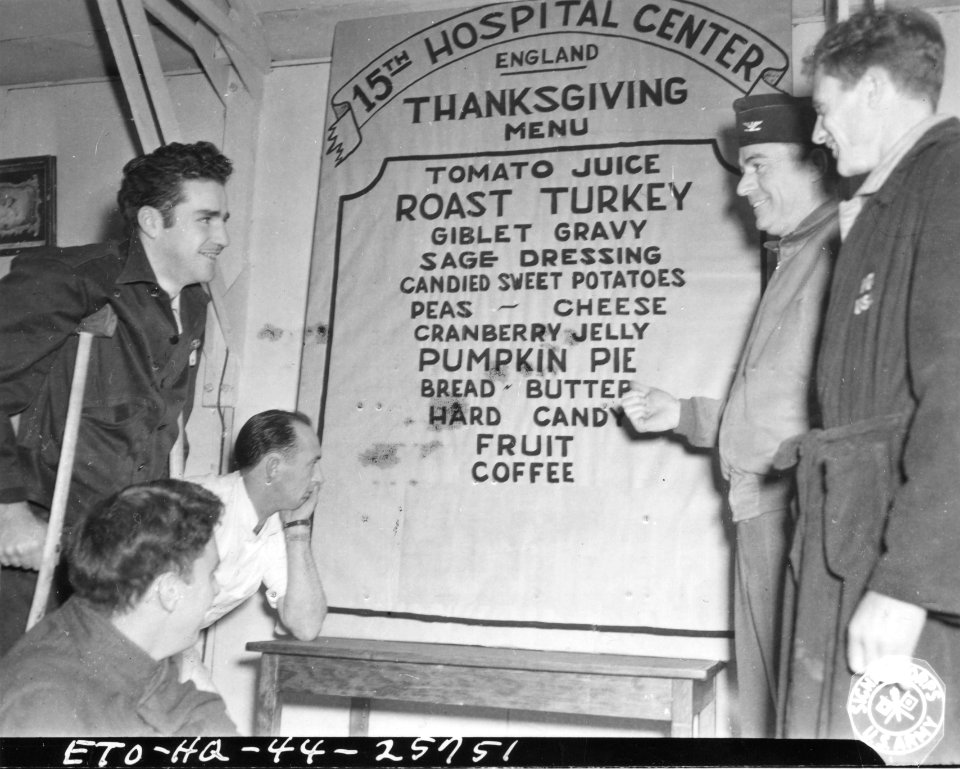 15TH HOSPITAL CENTER
ENGLAND
THANKSGIVING
MENU
TOMATO JUICE
ROAST TURKEY
GIBLET GRAVY
SAGE DRESSING
CANDIED SWEET POTATOES
PEAS ~ CHEESE
CRANBERRY JELLY
PUMPKIN PIE
BREAD - BUTTER
HARD CANDY
FRUIT
COFFEE
SIGNAL CORPS
U.S. ARMY
ETO-HQ-44-25751